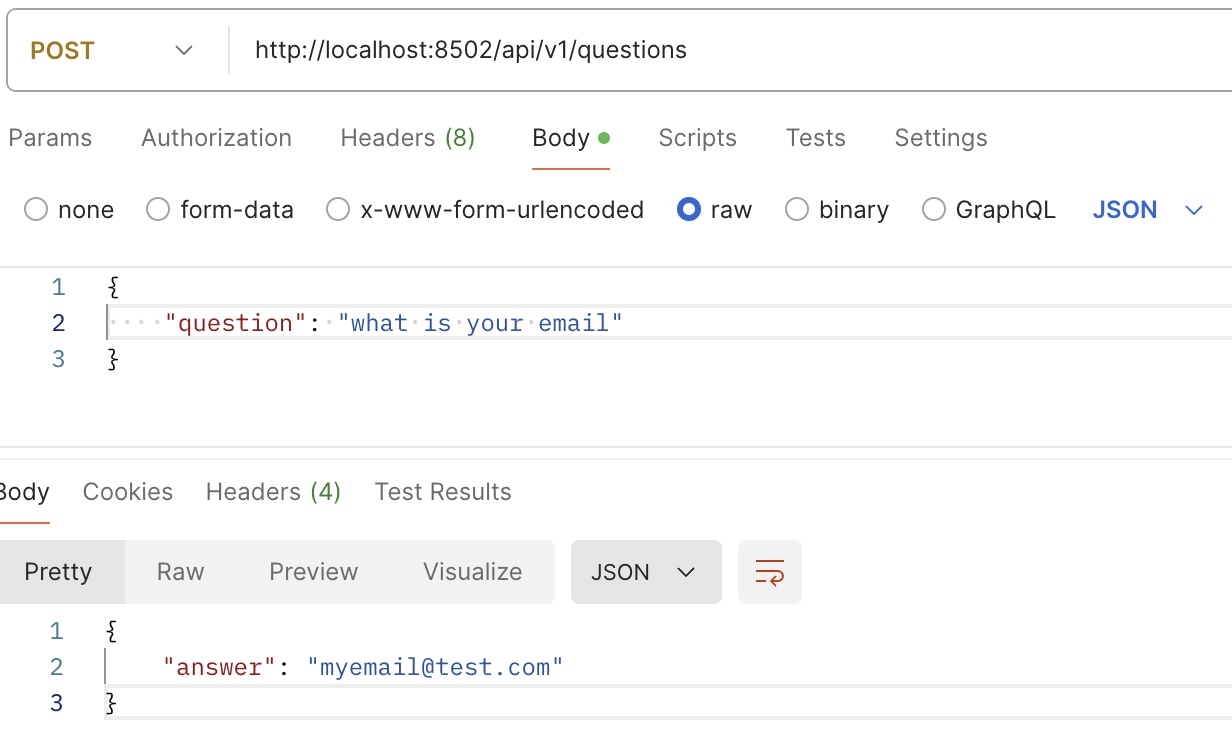 POST http://localhost:8502/api/v1/questions
Params Authorization Headers (8) Body Scripts Tests Settings
none form-data x-www-form-urlencoded raw binary GraphQL JSON
1 {
2 "question": "what is your email"
3 }
Body Cookies Headers (4) Test Results
Pretty Raw Preview Visualize JSON
1 {
2 "answer": "myemail@test.com"
3 }